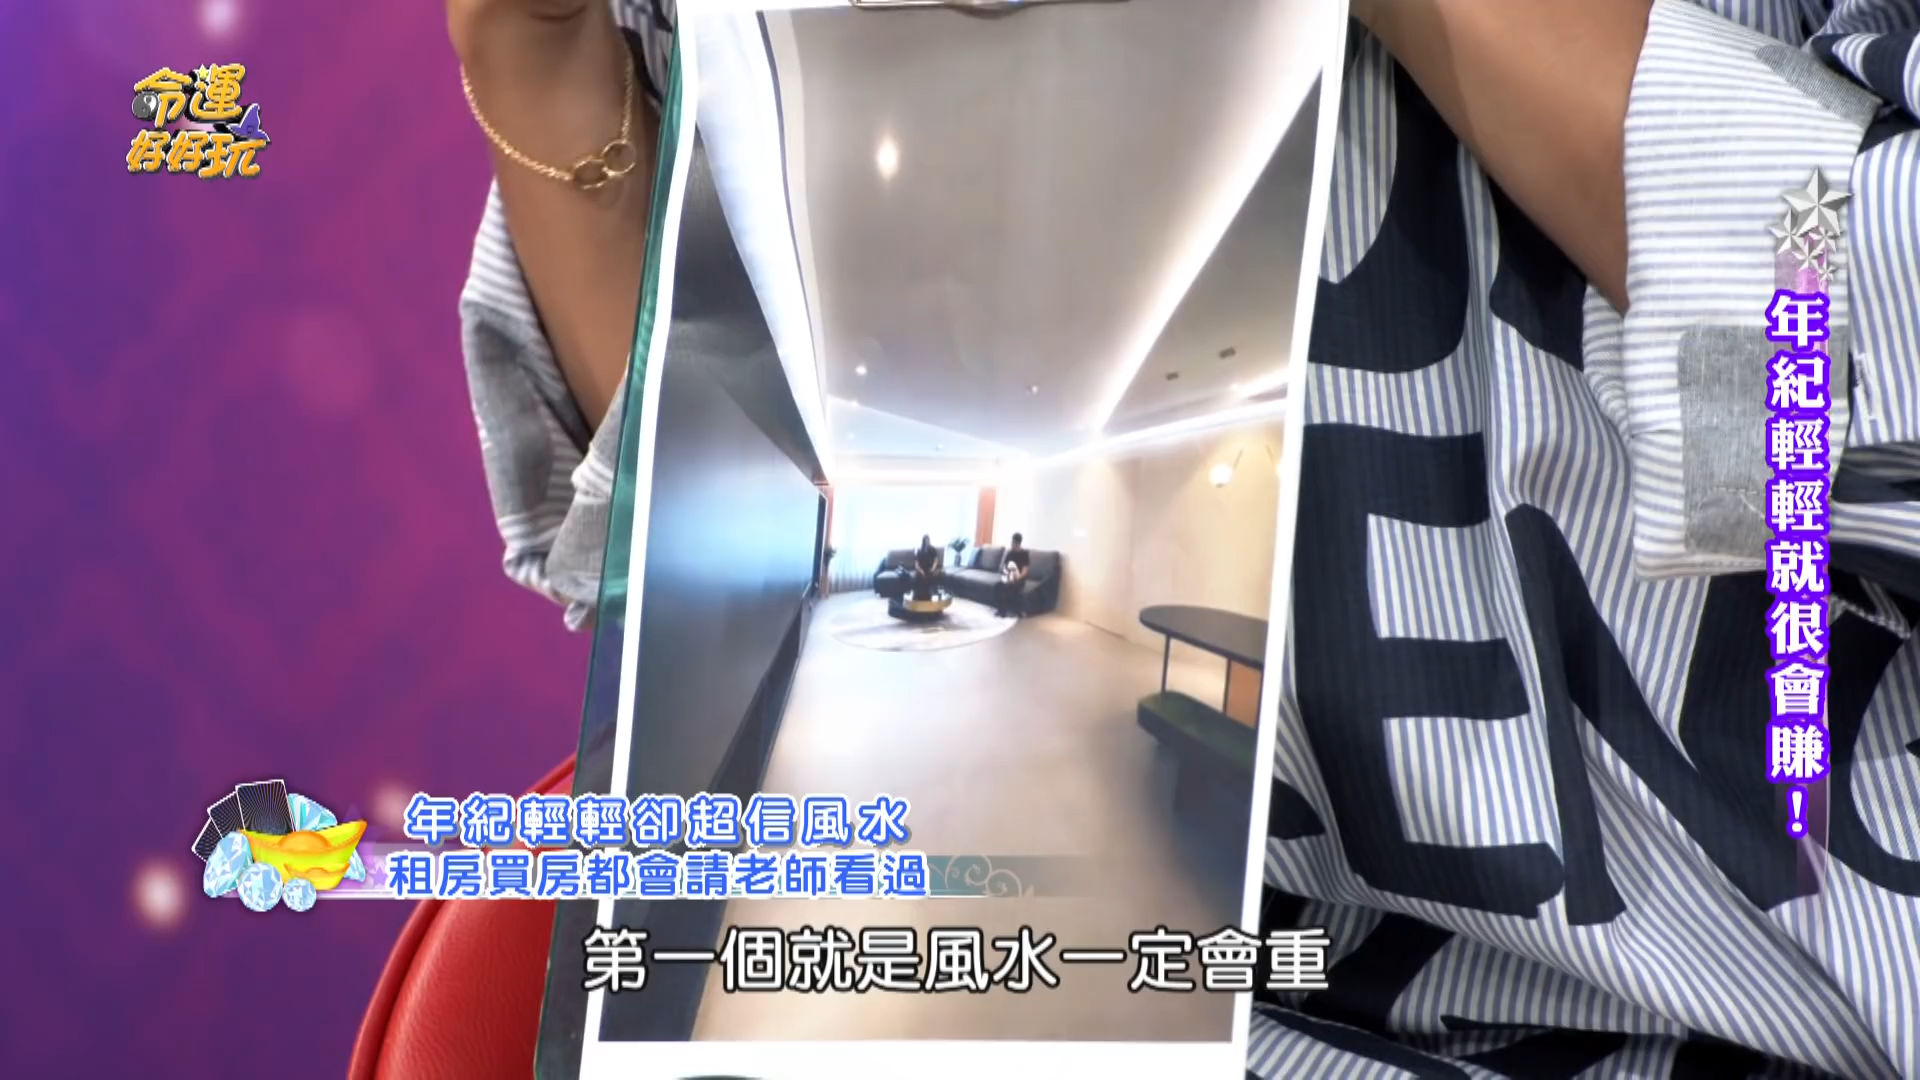 命運
好好玩
年紀輕輕就很會賺！
年紀輕輕卻超信風水
租房買房都會請老師看過
第一個就是風水一定會重